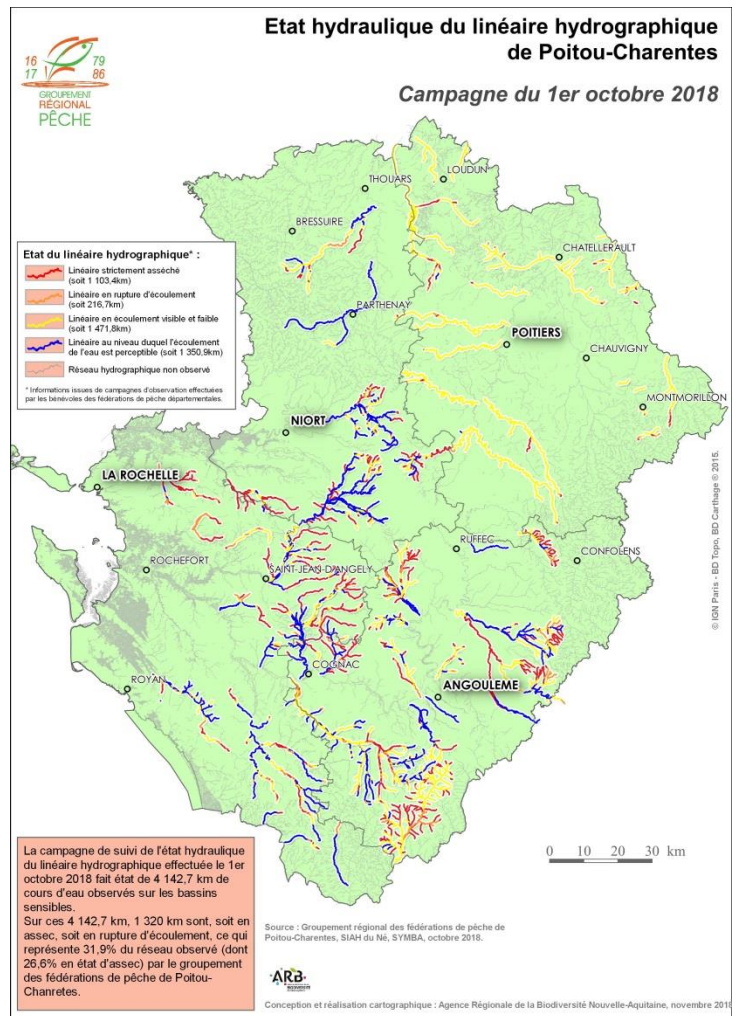 Etat hydraulique du linéaire hydrographique
de Poitou-Charentes
Campagne du 1er octobre 2018
16 79
17 86
GROUPEMENT
RÉGIONAL
PÊCHE
THOUARS
LOUDUN
BRESSUIRE
CHATELLERAULT
PARTHENAY
POITIERS
CHAUVIGNY
MONTMORILLON
NIORT
LA ROCHELLE
RUFFEC
CONFOLENS
ROCHEFORT
SAINT-JEAN-D'ANGELY
COGNAC
ROYAN
ANGOULEME
Etat du linéaire hydrographique* :
Linéaire strictement asséché
(soit 1 103,4km)
Linéaire en rupture d'écoulement
(soit 216,7km)
Linéaire en écoulement visible et faible
(soit 1 471,8km)
Linéaire au niveau duquel l'écoulement
de l'eau est perceptible (soit 1 350,9km)
Réseau hydrographique non observé
* Informations issues de campagnes d'observation effectuées
par les bénévoles des fédérations de pêche départementales.
© IGN Paris - BD Topo, BD Carthage © 2015.
0 10 20 30 km
La campagne de suivi de l'état hydraulique
du linéaire hydrographique effectuée le 1er
octobre 2018 fait état de 4 142,7 km de
cours d'eau observés sur les bassins
sensibles.
Sur ces 4 142,7 km, 1 320 km sont, soit en
assec, soit en rupture d'écoulement, ce qui
représente 31,9% du réseau observé (dont
26,6% en état d'assec) par le groupement
des fédérations de pêche de Poitou-
Chanretes.
Source : Groupement régional des fédérations de pêche de
Poitou-Charentes, SIAH du Né, SYMBA, octobre 2018.
ARB
Conception et réalisation cartographique : Agence Régionale de la Biodiversité Nouvelle-Aquitaine, novembre 2018